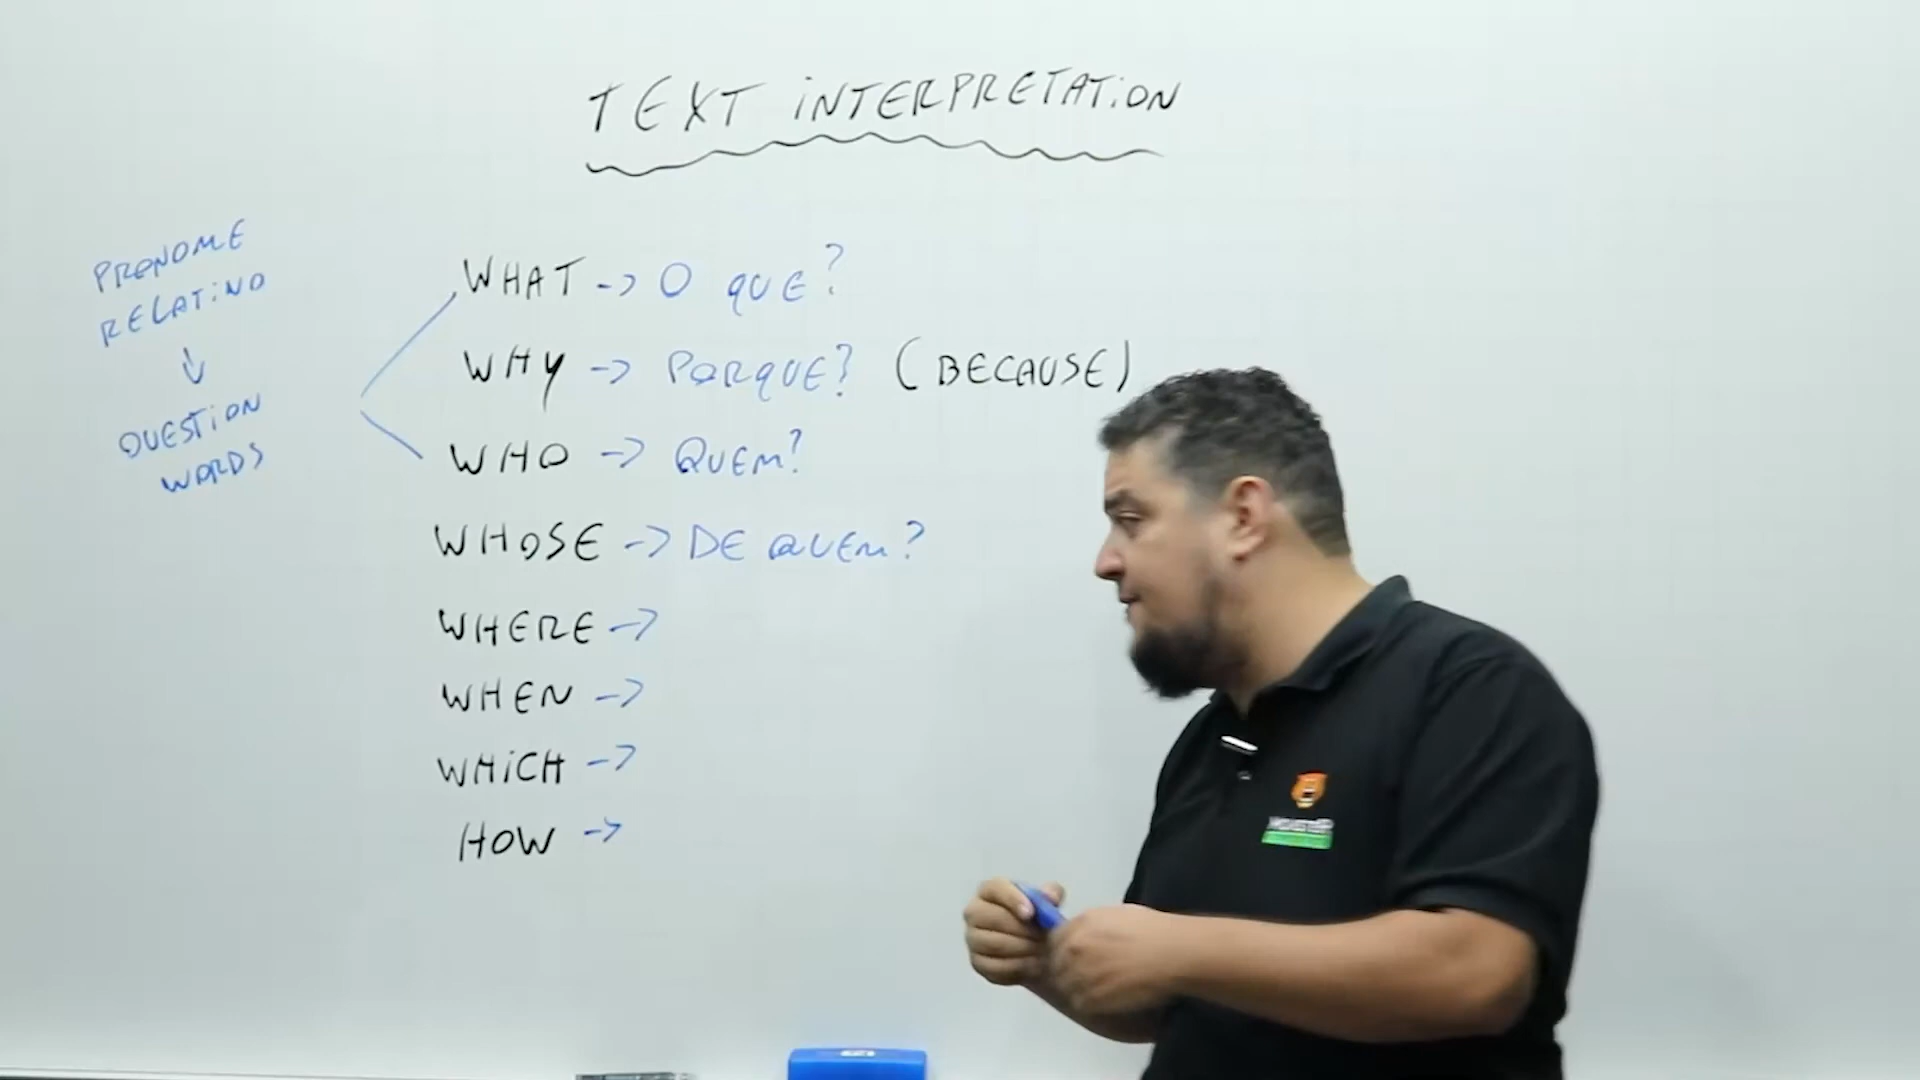 TEXT iNTERPRETATiON
PRONOME
RELATiVO
QUESTiON
WORDS
WHAT -> O QUE?
WHY -> PORQUE? (BECAUSE)
WHO -> QUEM?
WHOSE -> DE QUEM?
WHERE ->
WHEN ->
WHiCH ->
HOW ->